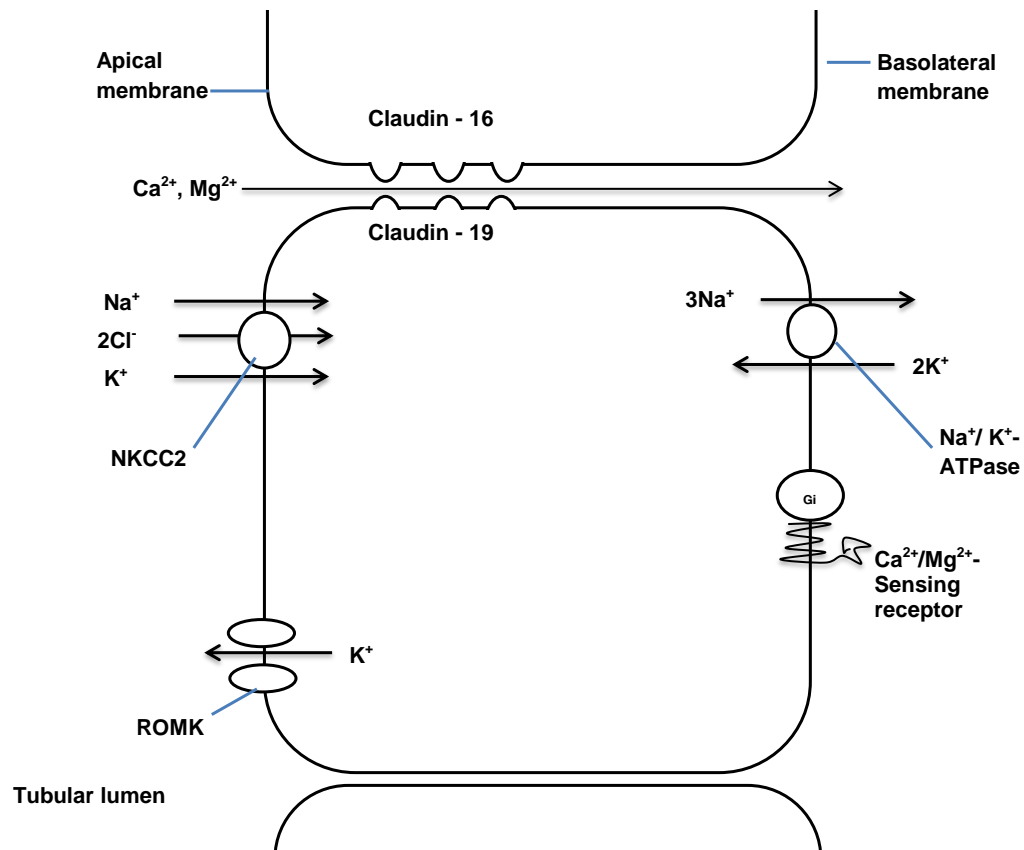 Apical
membrane
Basolateral
membrane
Claudin - 16
Ca²⁺, Mg²⁺
Claudin - 19
Na⁺
2Cl⁻
K⁺
NKCC2
3Na⁺
2K⁺
Na⁺/ K⁺-
ATPase
Gi
Ca²⁺/Mg²⁺-
Sensing
receptor
K⁺
ROMK
Tubular lumen